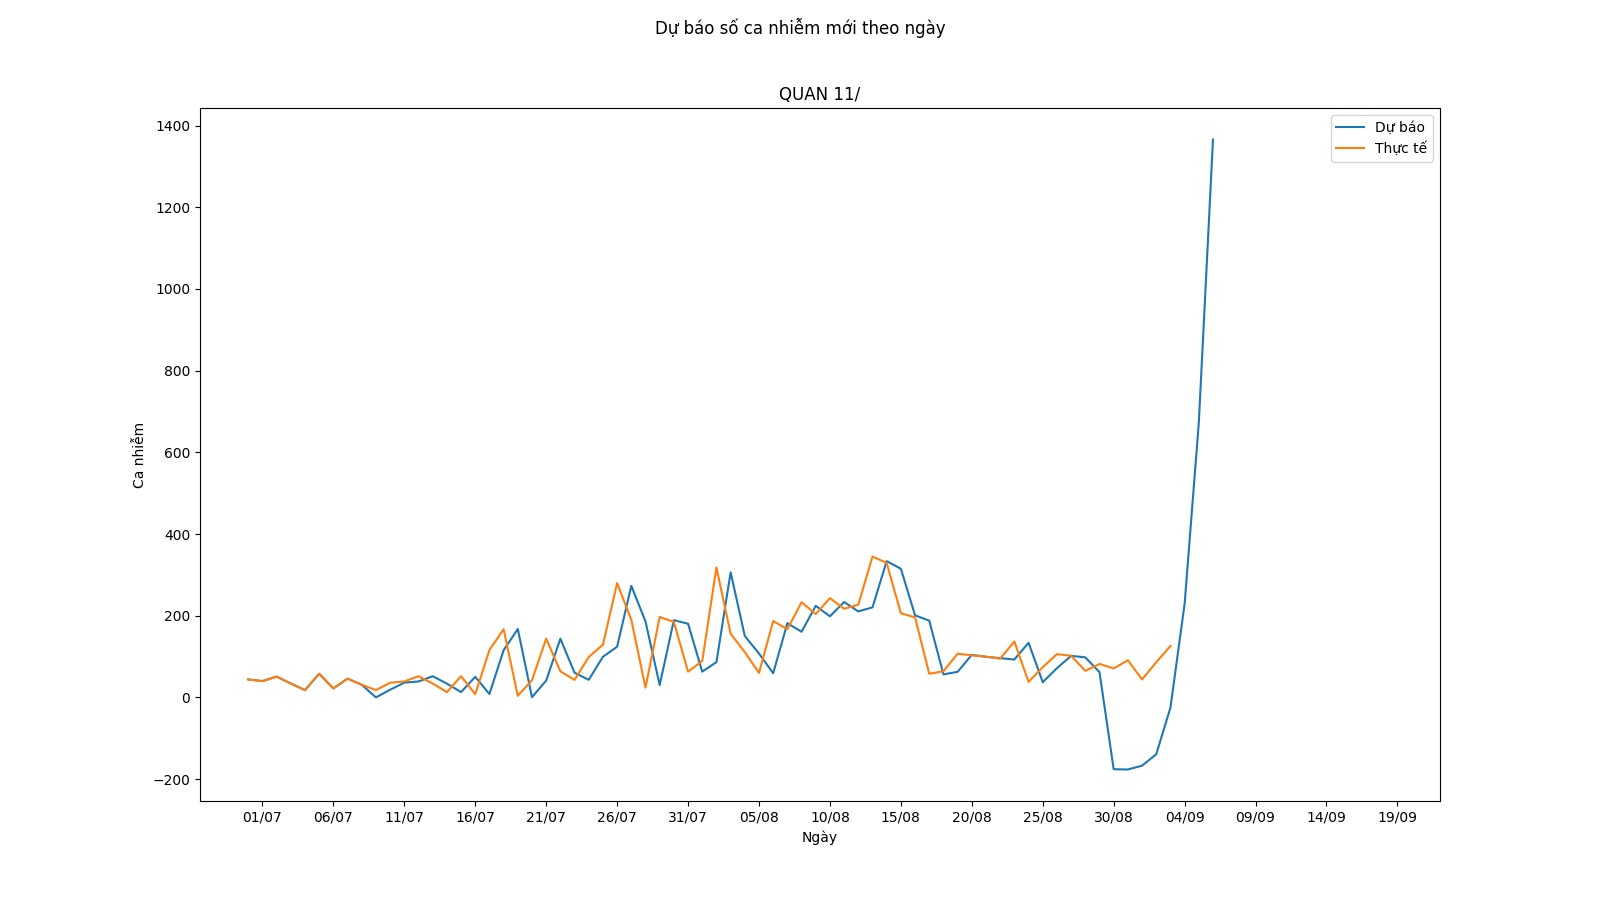 Dự báo số ca nhiễm mới theo ngày
QUAN 11/
Dự báo
Thực tế
1400
1200
1000
800
600
400
200
0
−200
Ca nhiễm
01/07 06/07 11/07 16/07 21/07 26/07 31/07 05/08 10/08 15/08 20/08 25/08 30/08 04/09 09/09 14/09 19/09
Ngày